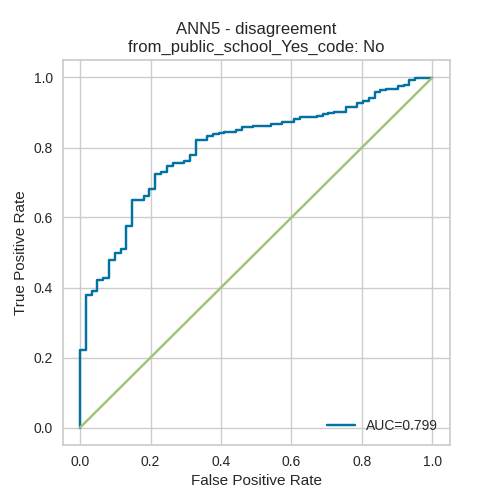 ANN5 - disagreement
from_public_school_Yes_code: No
1.0
0.8
0.6
0.4
0.2
0.0
True Positive Rate
AUC=0.799
0.0 0.2 0.4 0.6 0.8 1.0
False Positive Rate